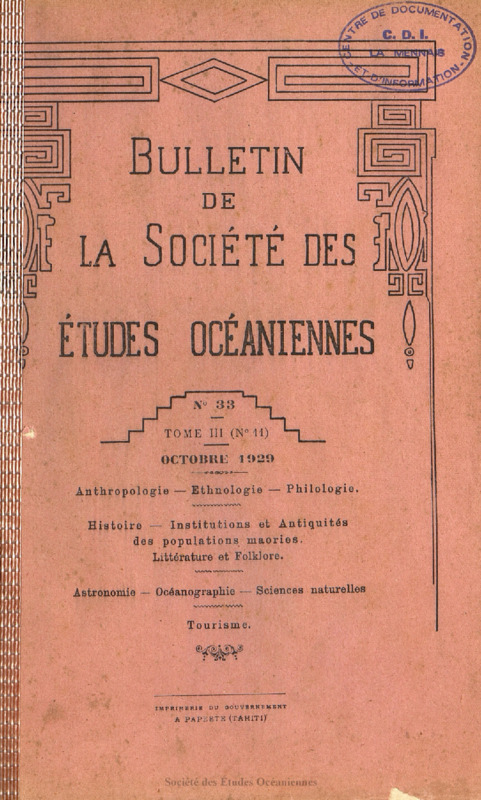 CENTRE DE DOCUMENTATION
C. D. I.
LA MENNAIS
ET D'INFORMATION
BULLETIN
DE
LA SOCIÉTÉ DES
ÉTUDES OCÉANIENNES
No 33
TOME III (No 11)
OCTOBRE 1929
Anthropologie — Ethnologie — Philologie.
Histoire — Institutions et Antiquités
des populations maories.
Littérature et Folklore.
Astronomie — Océanographie — Sciences naturelles
Tourisme.
IMPRIMERIE DU GOUVERNEMENT
A PAPEETE (TAHITI)
Société des Études Océaniennes